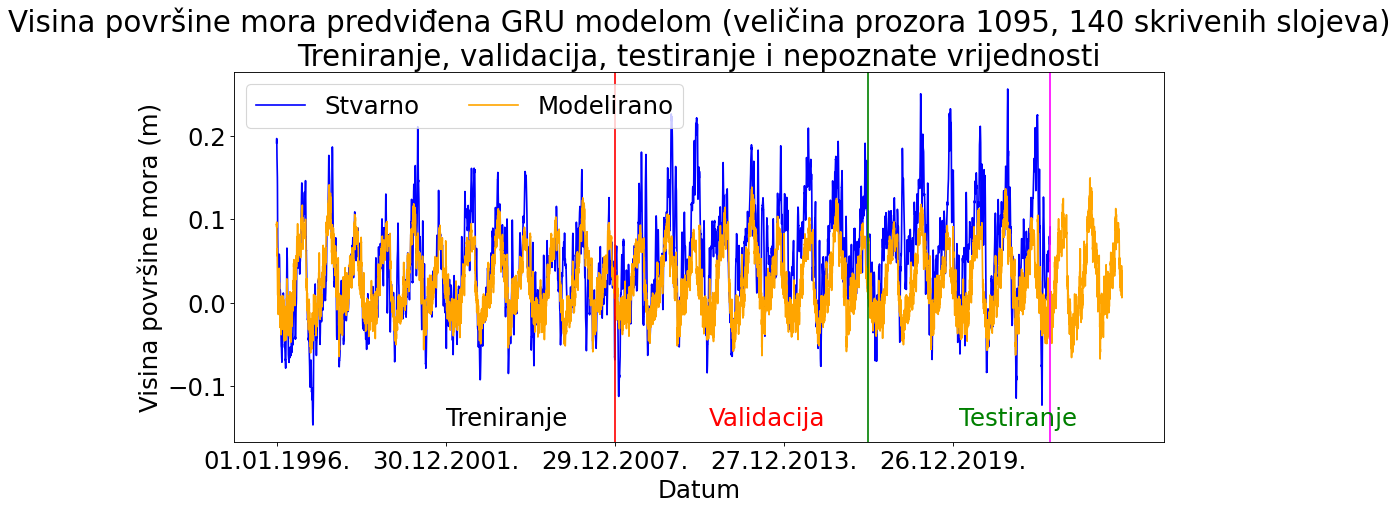 Visina površine mora predviđena GRU modelom (veličina prozora 1095, 140 skrivenih slojeva)
Treniranje, validacija, testiranje i nepoznate vrijednosti
Stvarno
Modelirano
Visina površine mora (m)
0.2
0.1
0.0
−0.1
Treniranje
Validacija
Testiranje
01.01.1996.
30.12.2001.
29.12.2007.
27.12.2013.
26.12.2019.
Datum